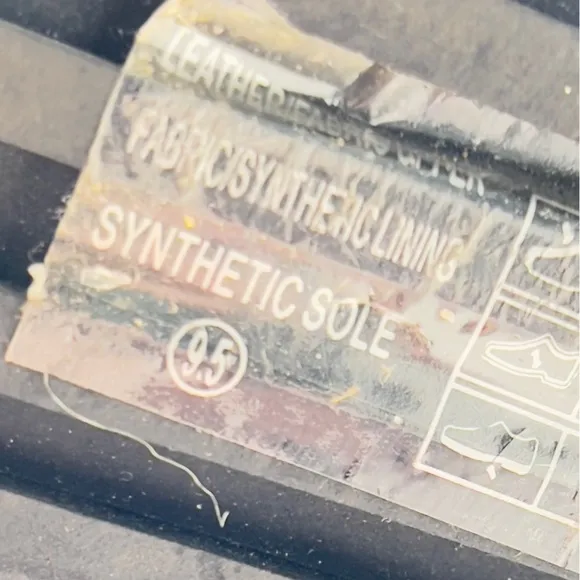 LEATHER/FABRIC UPPER
FABRIC/SYNTHETIC LINING
SYNTHETIC SOLE
9.5